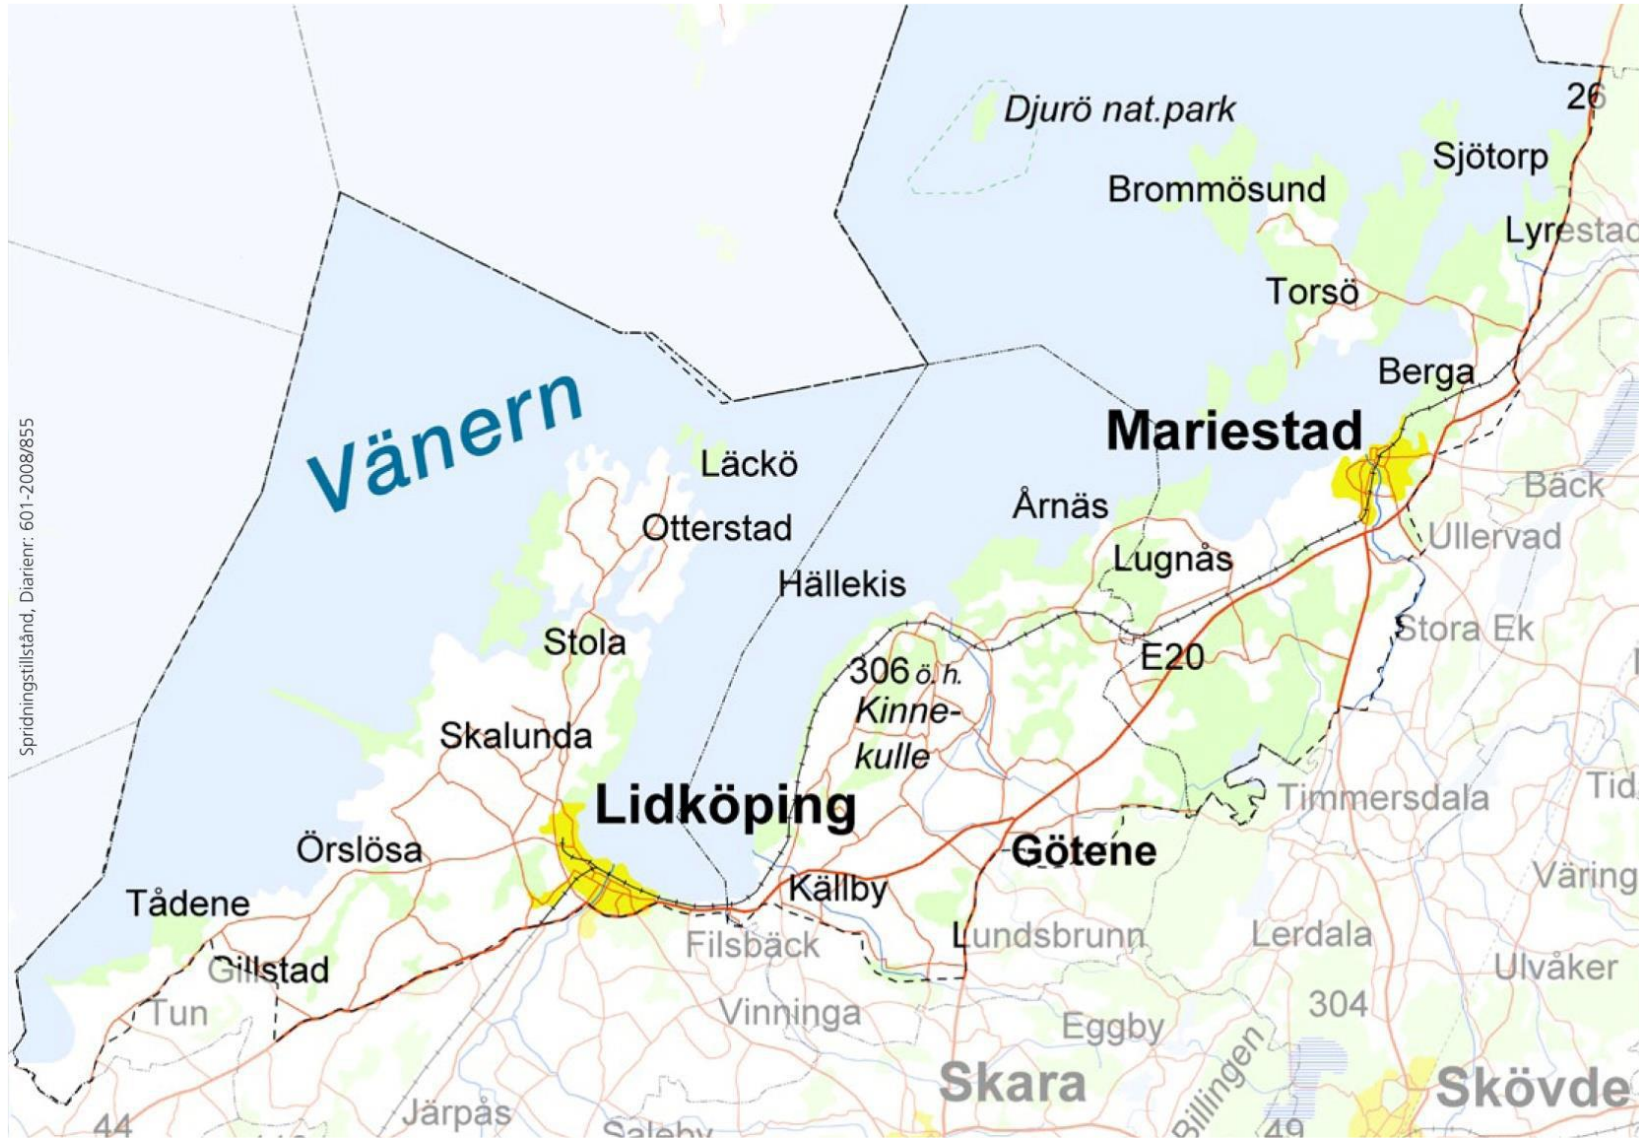 26
Djurö nat.park
Sjötorp
Brommösund
Lyrestad
Torsö
Berga
Vänern
Mariestad
Läckö
Bäck
Årnäs
Otterstad
Ullervad
Lugnås
Hällekis
Stora Ek
Stola
E20
306 ö.h.
Kinne-
kulle
Skalunda
Tid
Timmersdala
Lidköping
Örslösa
Götene
Väring
Källby
Tådene
Lundsbrunn
Lerdala
Filsbäck
Gillstad
Ulvåker
Tun
Vinninga
304
Eggby
Billingen
Skara
Skövde
Järpås
44
Saleby
49
Spridningstillstånd, Diarienr: 601-2008/855